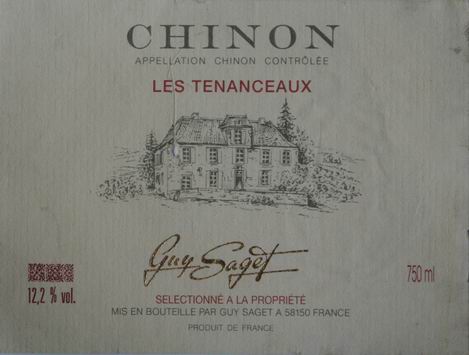 CHINON
APPELLATION CHINON CONTRÔLÉE
LES TENANCEAUX
Guy Saget
12,2 % vol.
750 ml
SELECTIONNÉ A LA PROPRIÉTÉ
MIS EN BOUTEILLE PAR GUY SAGET A 58150 FRANCE
PRODUIT DE FRANCE